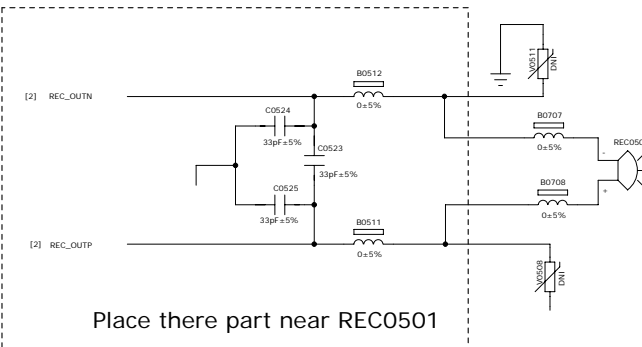 B0512
V0511
DNI
[2] REC_OUTN
0±5%
C0524
B0707
33pF±5%
C0523
0±5%
REC050
-
33pF±5%
C0525
B0708
+
33pF±5%
B0511
0±5%
[2] REC_OUTP
0±5%
V0508
DNI
Place there part near REC0501